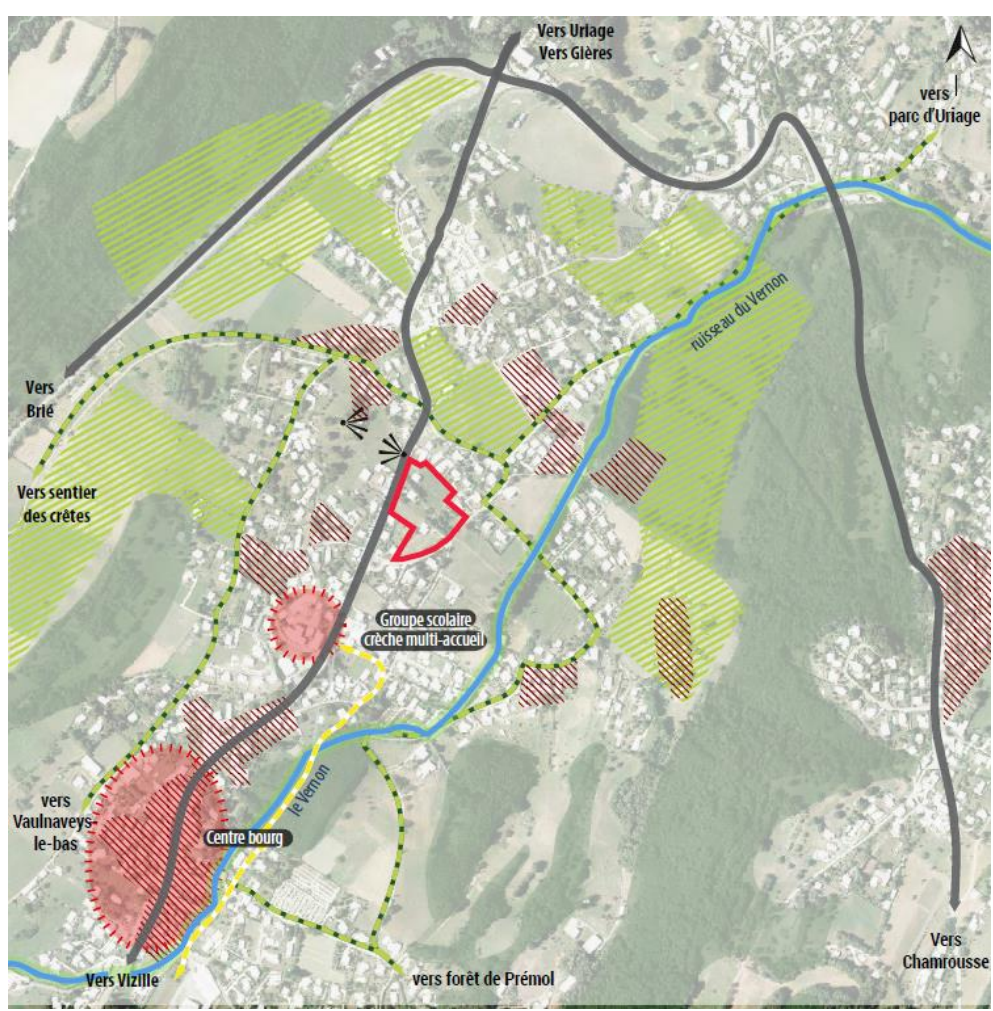 Vers Uriage
Vers Gières
vers
parc d'Uriage
ruisseau du Vernon
Vers
Brié
Vers sentier
des crêtes
Groupe scolaire
crèche multi-accueil
le Vernon
vers
Vaulnaveys-
le-bas
Centre bourg
Vers
Chamrousse
Vers Vizille
vers forêt de Prémol